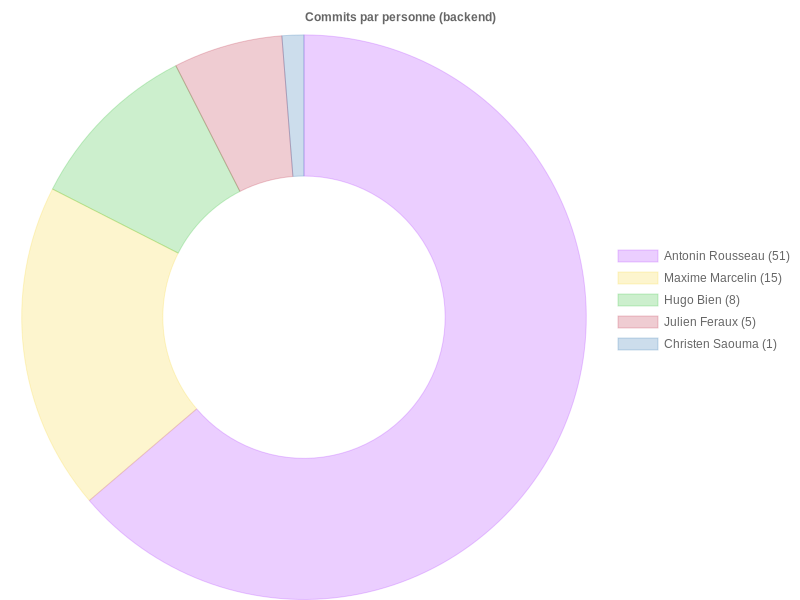 Commits par personne (backend)
Antonin Rousseau (51)
Maxime Marcelin (15)
Hugo Bien (8)
Julien Feraux (5)
Christen Saouma (1)